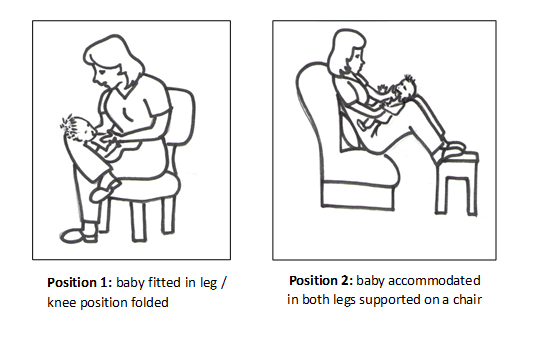 Position 1: baby fitted in leg /
knee position folded
Position 2: baby accommodated
in both legs supported on a chair